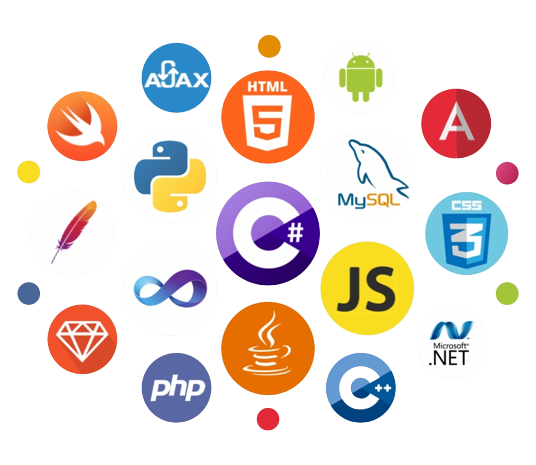 AJAX
HTML
5
A
MySQL
C#
CSS
3
JS
Microsoft®
.NET
php
C++